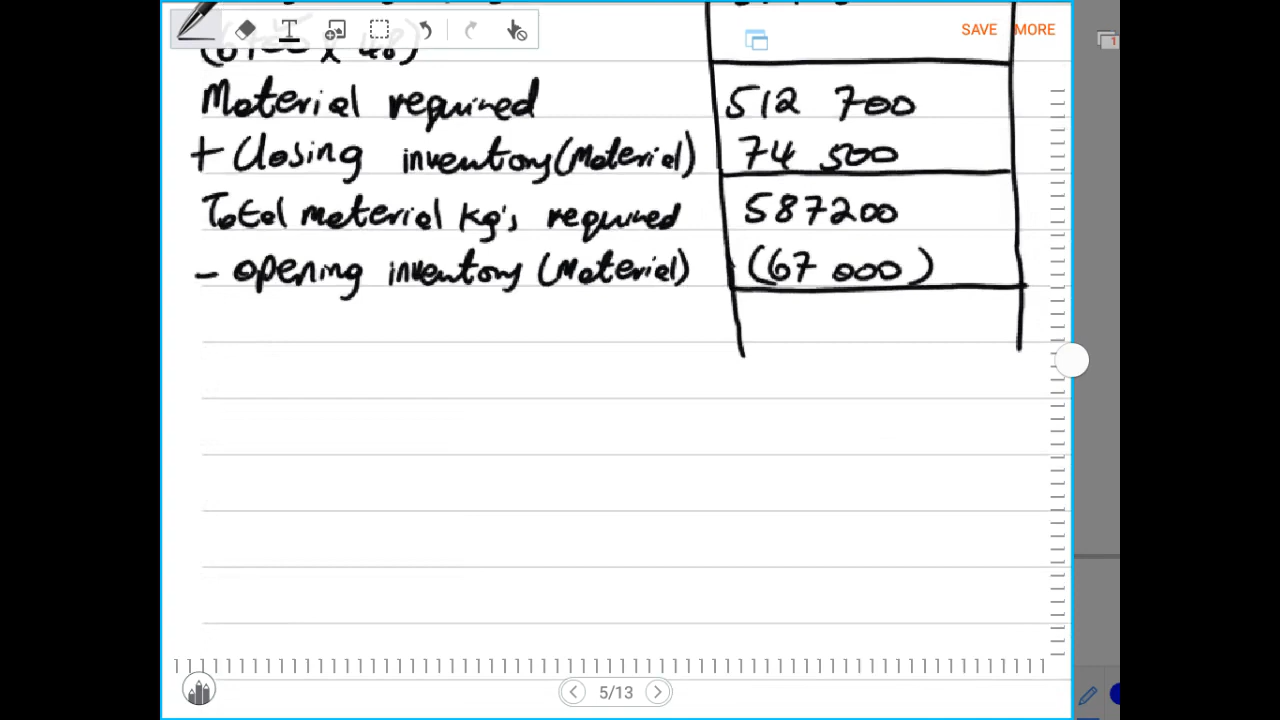 SAVE MORE
Material required 512 700
+ Closing inventory (Material) 74 500
Total material kg's required 587200
- opening inventory (Material) (67 000)
5/13